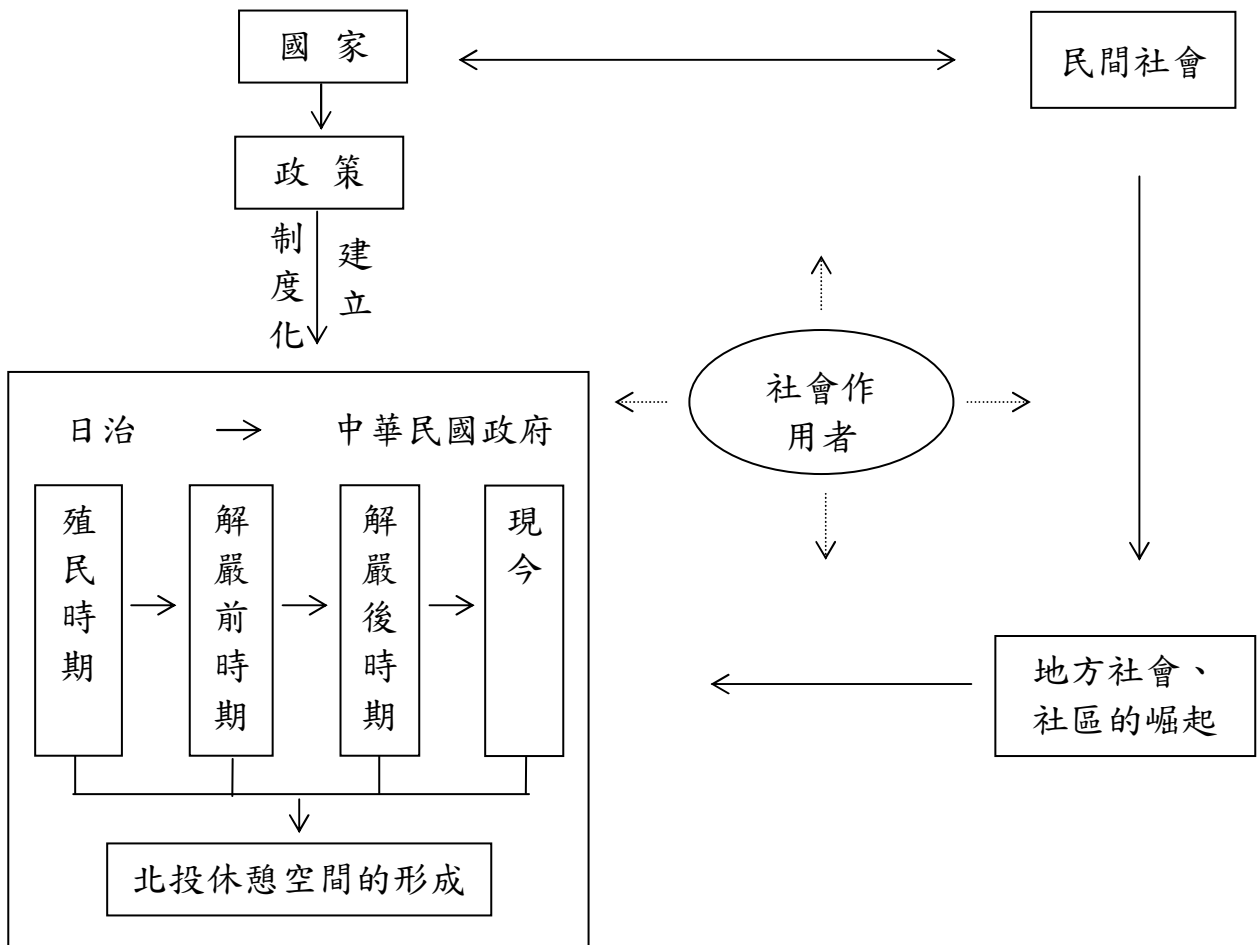 國 家
民間社會
政 策
制度化
建立
社會作
用者
日治
中華民國政府
殖民時期
解嚴前時期
解嚴後時期
現今
地方社會、
社區的崛起
北投休憩空間的形成